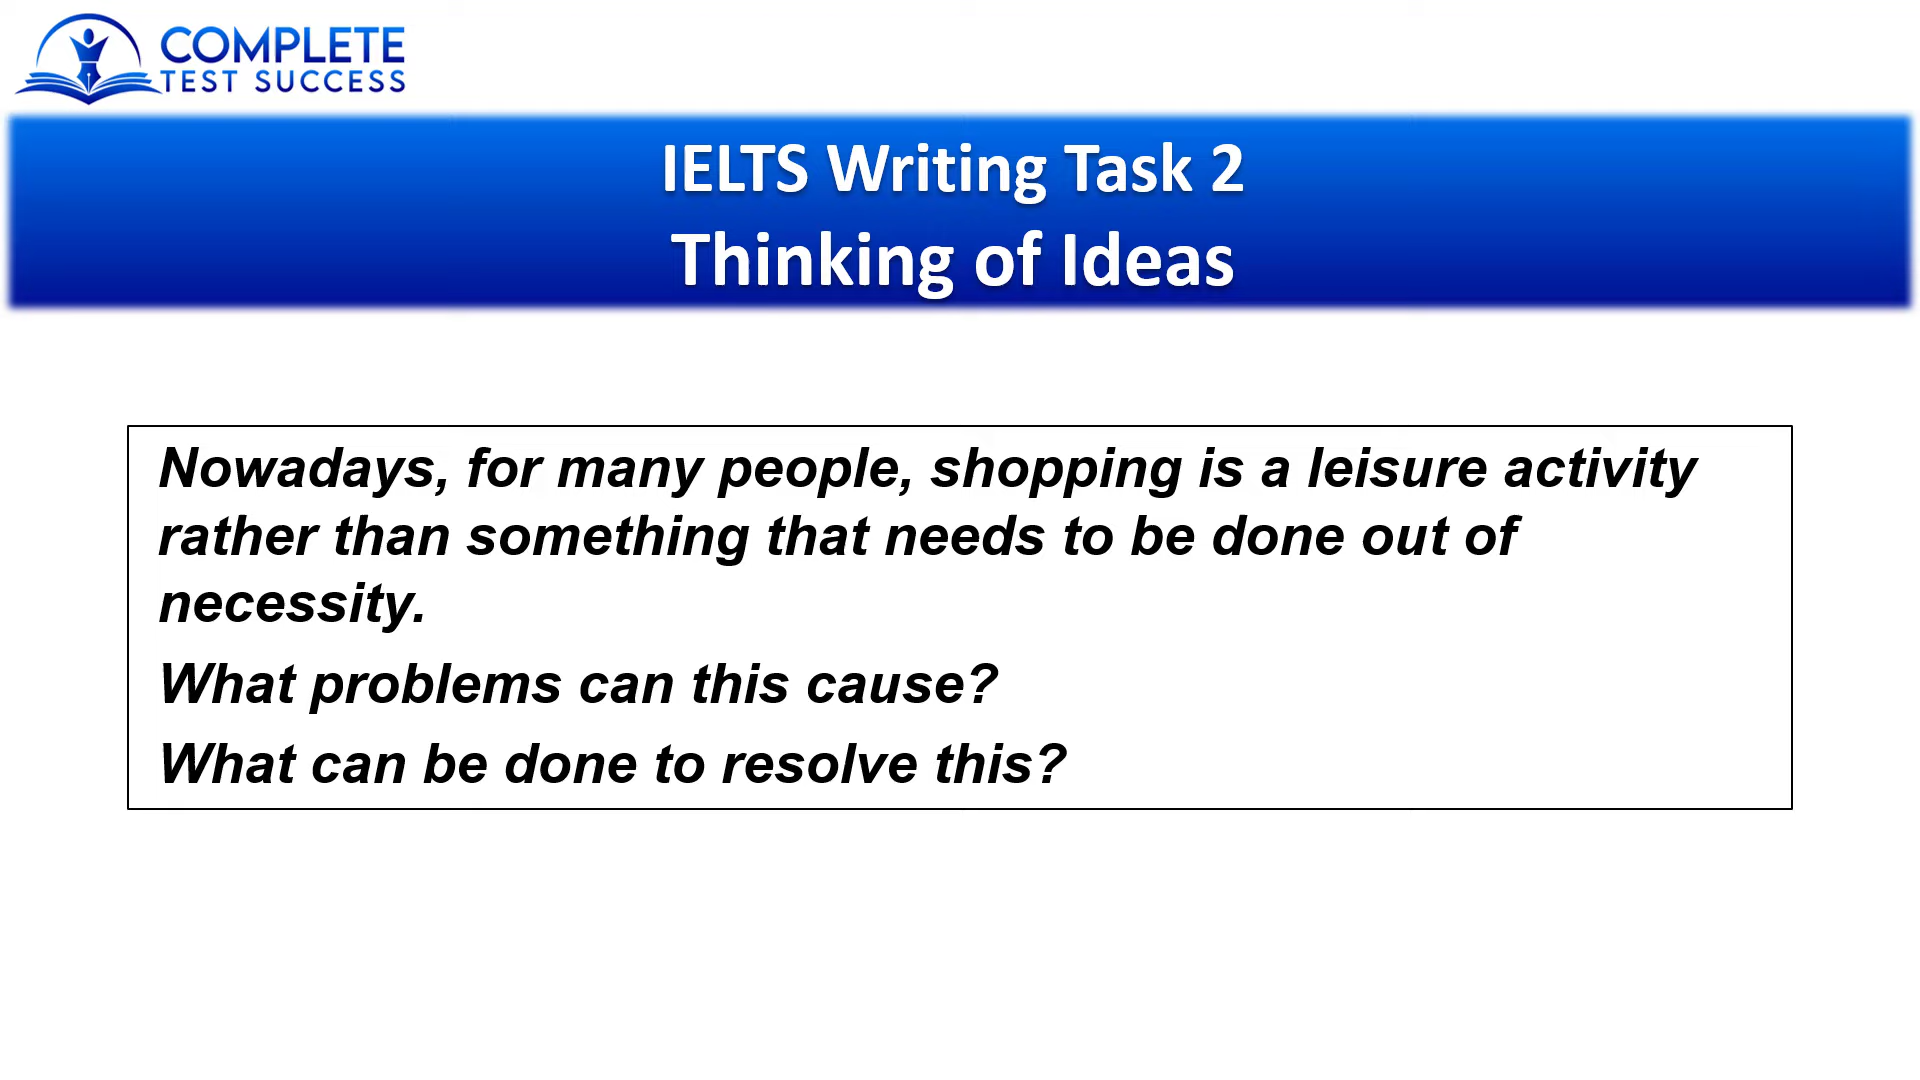 COMPLETE
TEST SUCCESS
IELTS Writing Task 2
Thinking of Ideas
Nowadays, for many people, shopping is a leisure activity
rather than something that needs to be done out of
necessity.
What problems can this cause?
What can be done to resolve this?